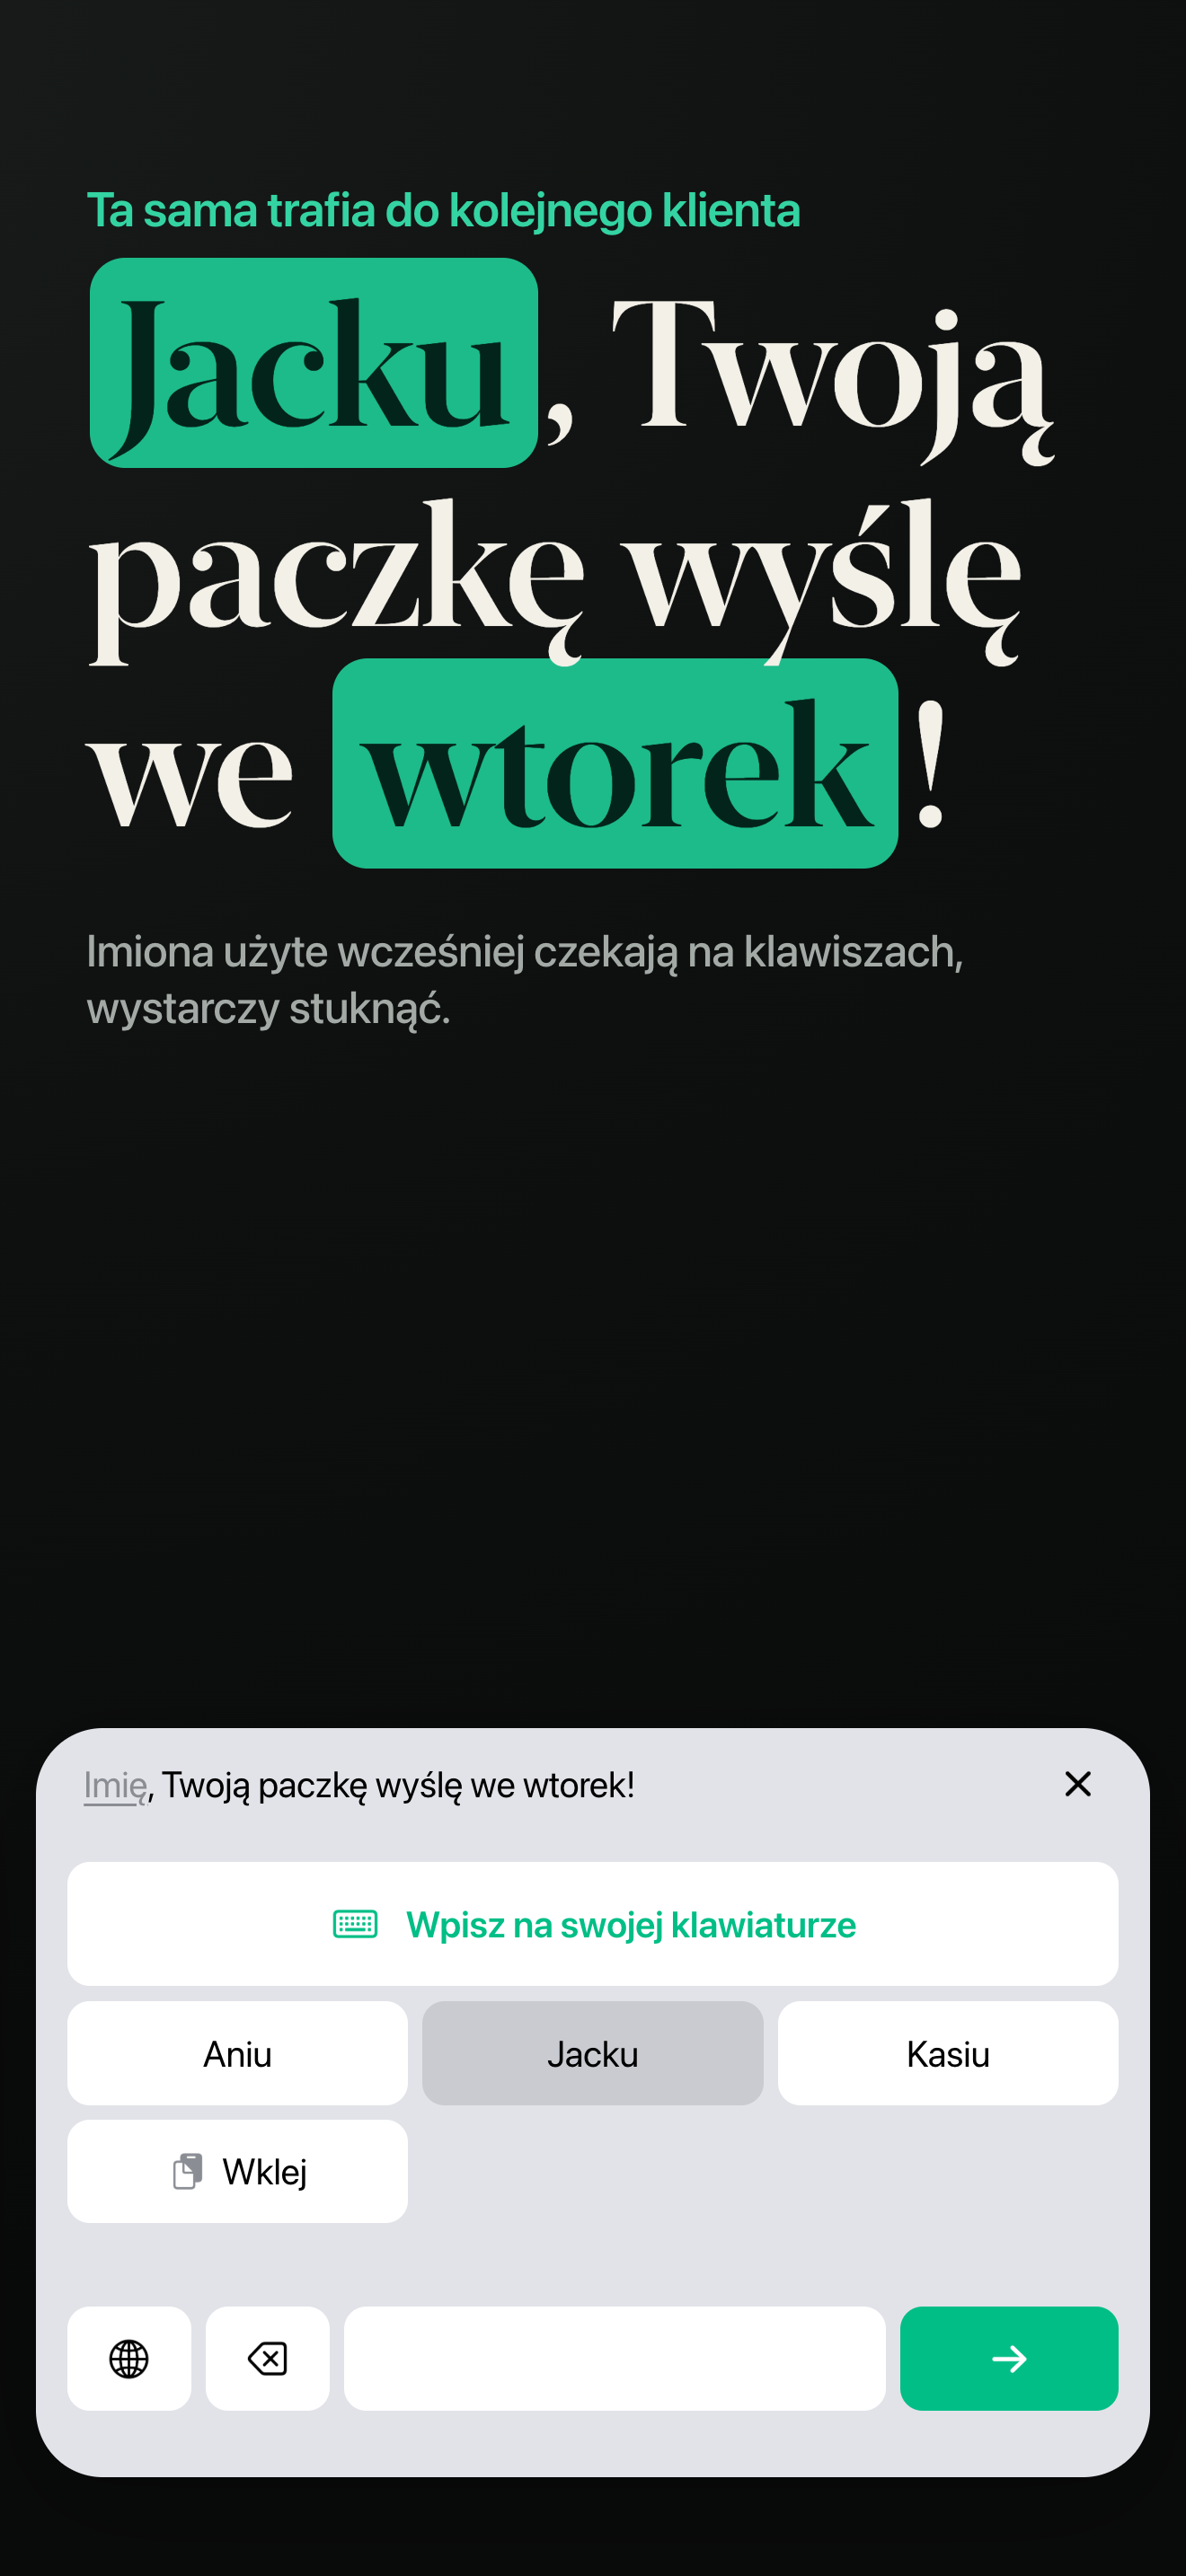 Ta sama trafia do kolejnego klienta
Jacku, Twoją
paczkę wyślę
we wtorek!
Imiona użyte wcześniej czekają na klawiszach,
wystarczy stuknąć.
Imię, Twoją paczkę wyślę we wtorek!
Wpisz na swojej klawiaturze
Aniu
Jacku
Kasiu
Wklej